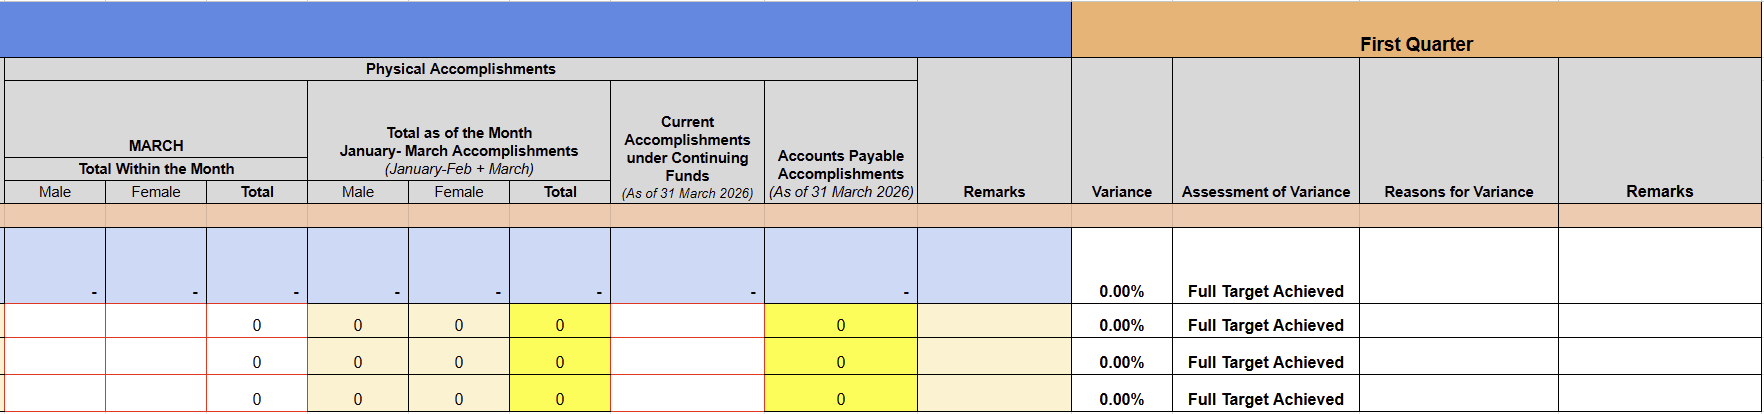 First Quarter
Physical Accomplishments
MARCH
Total Within the Month
Total as of the Month
January- March Accomplishments
(January-Feb + March)
Current
Accomplishments
under Continuing
Funds
(As of 31 March 2026)
Accounts Payable
Accomplishments
(As of 31 March 2026)
Remarks
Variance
Assessment of Variance
Reasons for Variance
Remarks
Male Female Total Male Female Total
- - - - - - - - 0.00% Full Target Achieved
0 0 0 0 0 0.00% Full Target Achieved
0 0 0 0 0 0.00% Full Target Achieved
0 0 0 0 0 0.00% Full Target Achieved